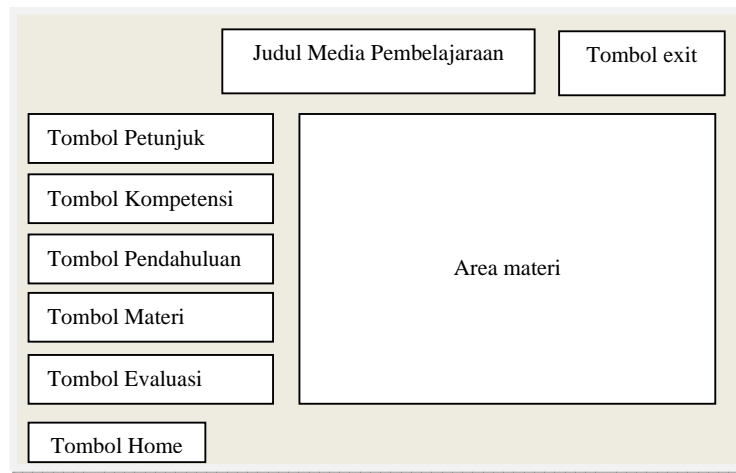 Judul Media Pembelajaraan
Tombol exit
Tombol Petunjuk
Tombol Kompetensi
Tombol Pendahuluan
Area materi
Tombol Materi
Tombol Evaluasi
Tombol Home